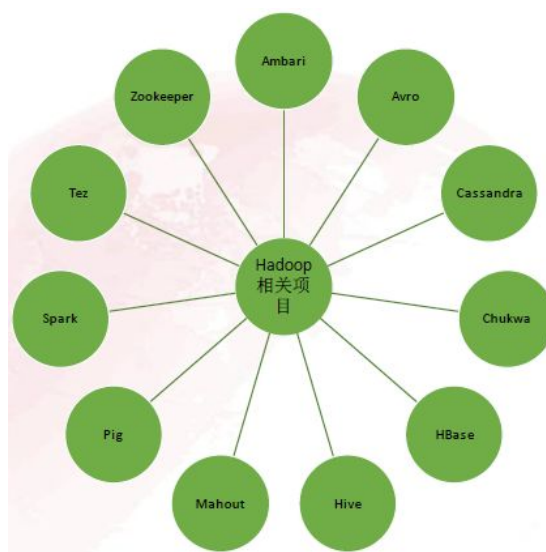 Ambari
Avro
Cassandra
Chukwa
HBase
Hive
Mahout
Pig
Spark
Tez
Zookeeper
Hadoop
相关项
目